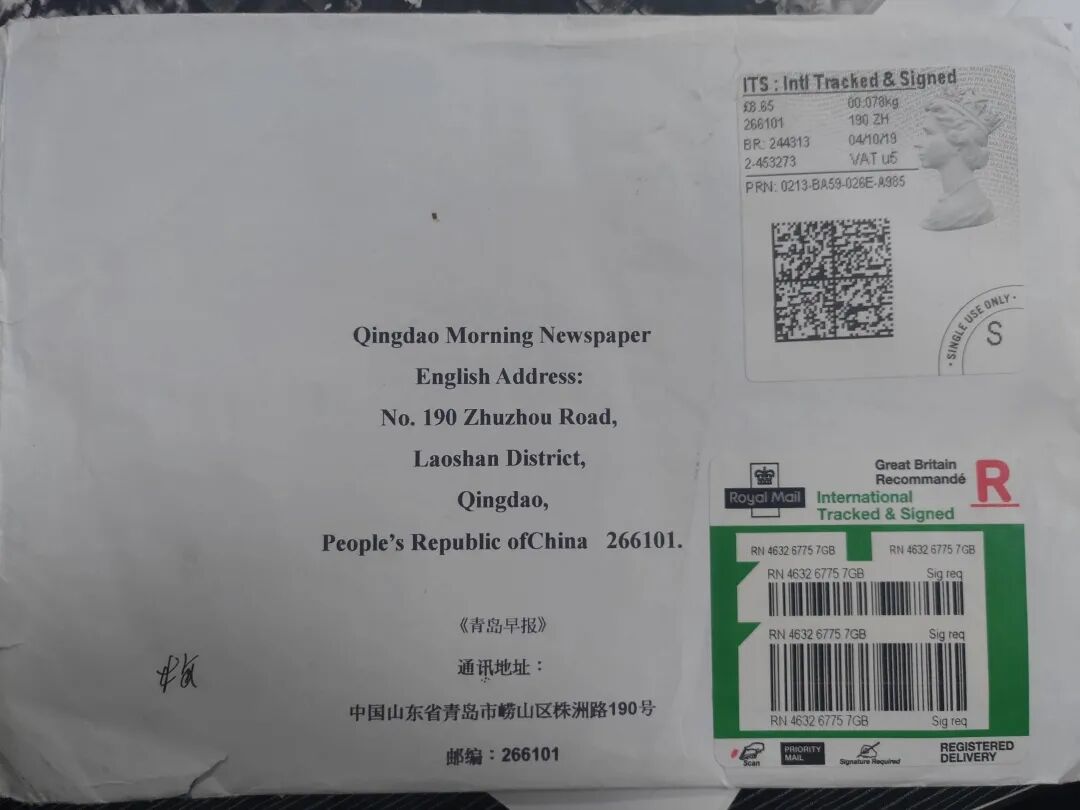 ITS : Intl Tracked & Signed
£8.65 00.078kg
266101 190 ZH
BR: 244313 04/10/19
2-453273 VAT u5
PRN: 0213-BA59-026E-A985
· SINGLE USE ONLY ·
S
Qingdao Morning Newspaper
English Address:
No. 190 Zhuzhou Road,
Laoshan District,
Qingdao,
People's Republic ofChina 266101.
《青岛早报》
通讯地址：
中国山东省青岛市崂山区株洲路190号
邮编：266101
Royal Mail
Great Britain
Recommandé
R
International
Tracked & Signed
RN 4632 6775 7GB RN 4632 6775 7GB
RN 4632 6775 7GB Sig req
RN 4632 6775 7GB Sig req
RN 4632 6775 7GB Sig req
Scan
PRIORITY
MAIL
Signature Required
REGISTERED
DELIVERY